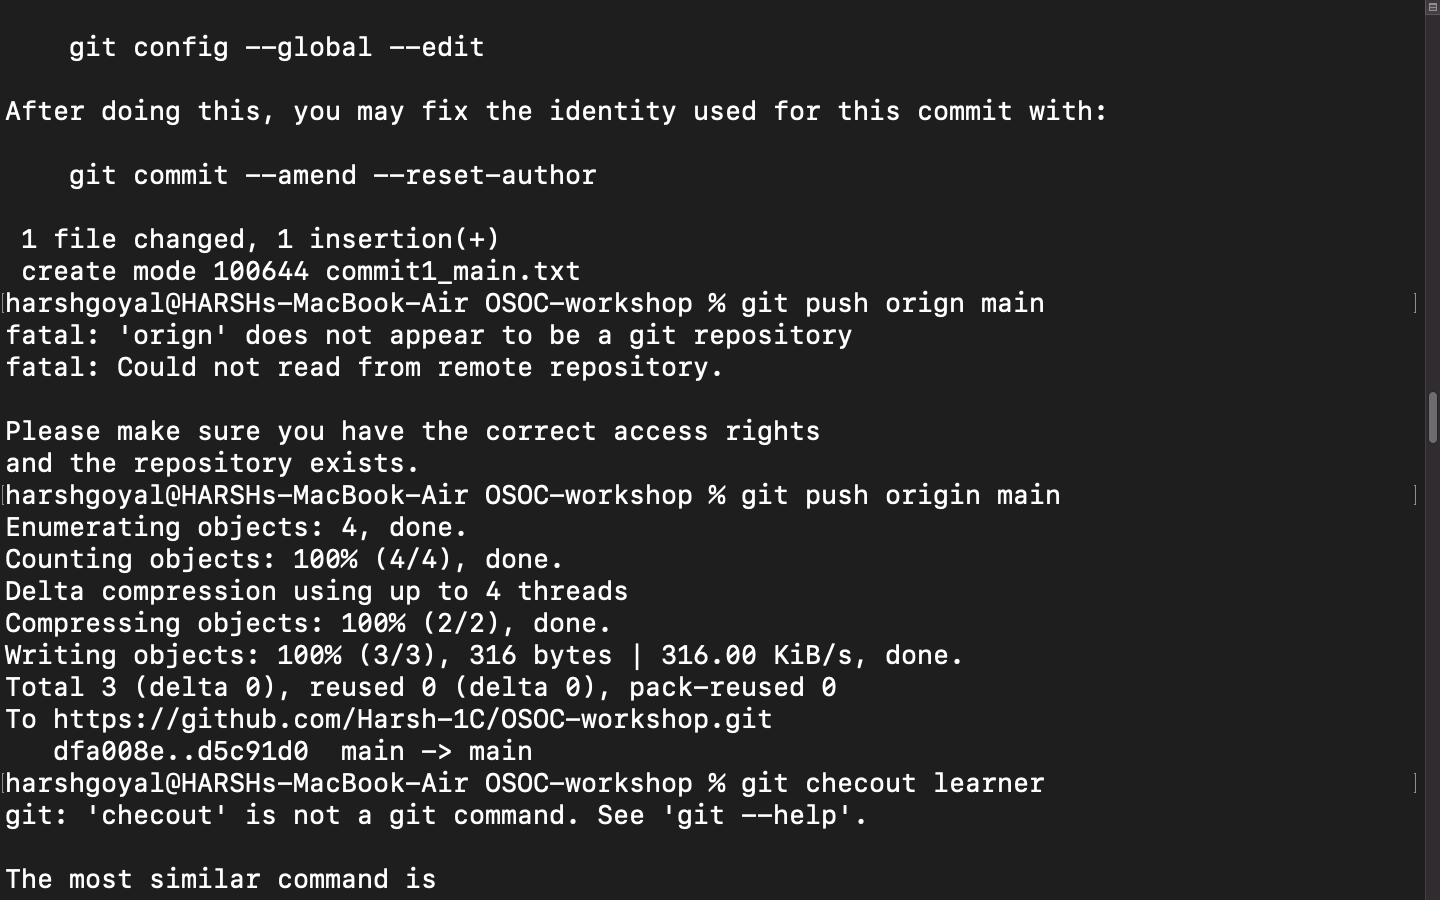 git config --global --edit
After doing this, you may fix the identity used for this commit with:
git commit --amend --reset-author
1 file changed, 1 insertion(+)
create mode 100644 commit1_main.txt
[harshgoyal@HARSHs-MacBook-Air OSOC-workshop % git push orign main ]
fatal: 'orign' does not appear to be a git repository
fatal: Could not read from remote repository.
Please make sure you have the correct access rights
and the repository exists.
[harshgoyal@HARSHs-MacBook-Air OSOC-workshop % git push origin main ]
Enumerating objects: 4, done.
Counting objects: 100% (4/4), done.
Delta compression using up to 4 threads
Compressing objects: 100% (2/2), done.
Writing objects: 100% (3/3), 316 bytes | 316.00 KiB/s, done.
Total 3 (delta 0), reused 0 (delta 0), pack-reused 0
To https://github.com/Harsh-1C/OSOC-workshop.git
dfa008e..d5c91d0  main -> main
[harshgoyal@HARSHs-MacBook-Air OSOC-workshop % git checout learner ]
git: 'checout' is not a git command. See 'git --help'.
The most similar command is